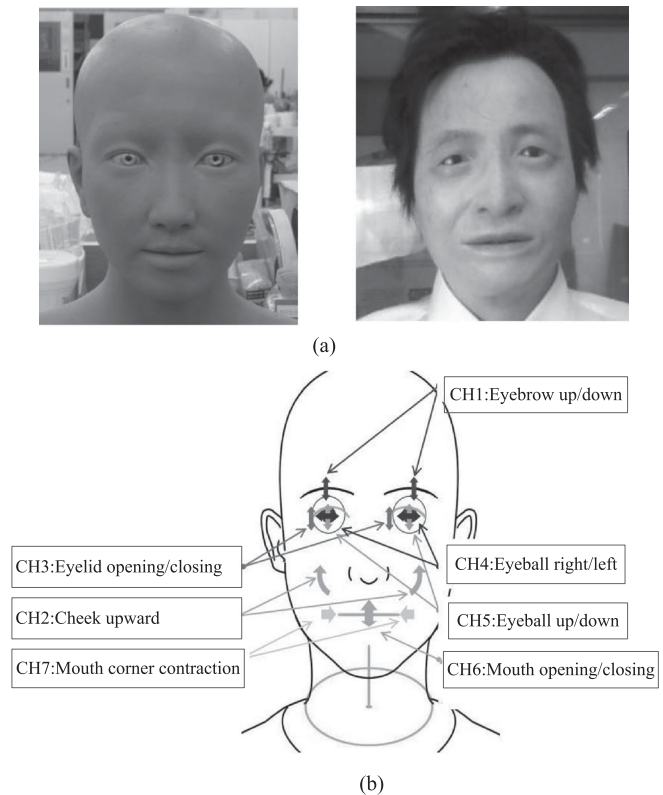 (a)
CH1:Eyebrow up/down
CH3:Eyelid opening/closing
CH4:Eyeball right/left
CH2:Cheek upward
CH5:Eyeball up/down
CH7:Mouth corner contraction
CH6:Mouth opening/closing
(b)